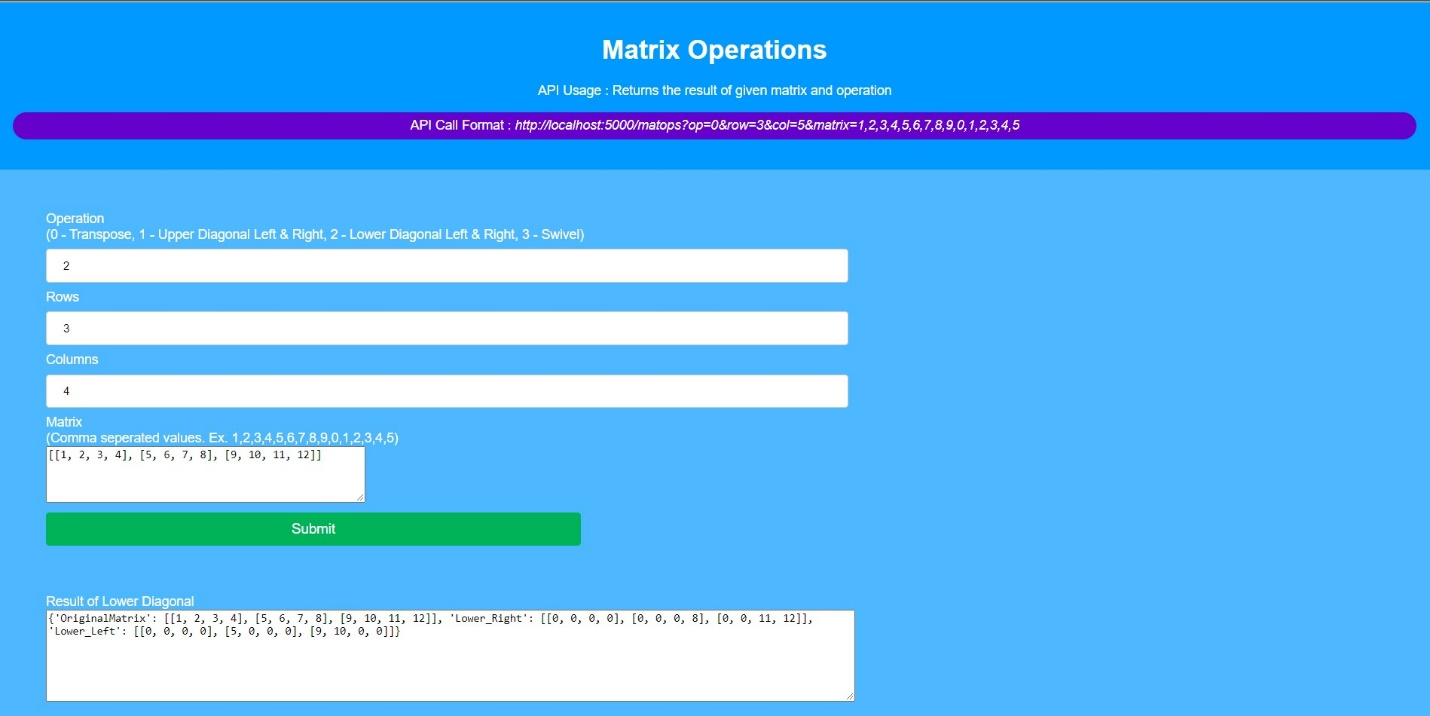 Matrix Operations
API Usage : Returns the result of given matrix and operation
API Call Format : http://localhost:5000/matops?op=0&row=3&col=5&matrix=1,2,3,4,5,6,7,8,9,0,1,2,3,4,5
Operation
(0 - Transpose, 1 - Upper Diagonal Left & Right, 2 - Lower Diagonal Left & Right, 3 - Swivel)
2
Rows
3
Columns
4
Matrix
(Comma seperated values. Ex. 1,2,3,4,5,6,7,8,9,0,1,2,3,4,5)
[[1, 2, 3, 4], [5, 6, 7, 8], [9, 10, 11, 12]]
Submit
Result of Lower Diagonal
{'OriginalMatrix': [[1, 2, 3, 4], [5, 6, 7, 8], [9, 10, 11, 12]], 'Lower_Right': [[0, 0, 0, 0], [0, 0, 0, 8], [0, 0, 11, 12]],
'Lower_Left': [[0, 0, 0, 0], [5, 0, 0, 0], [9, 10, 0, 0]]}